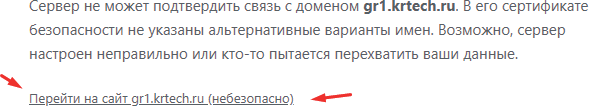 Сервер не может подтвердить связь с доменом gr1.krtech.ru. В его сертификате
безопасности не указаны альтернативные варианты имен. Возможно, сервер
настроен неправильно или кто-то пытается перехватить ваши данные.
Перейти на сайт gr1.krtech.ru (небезопасно)